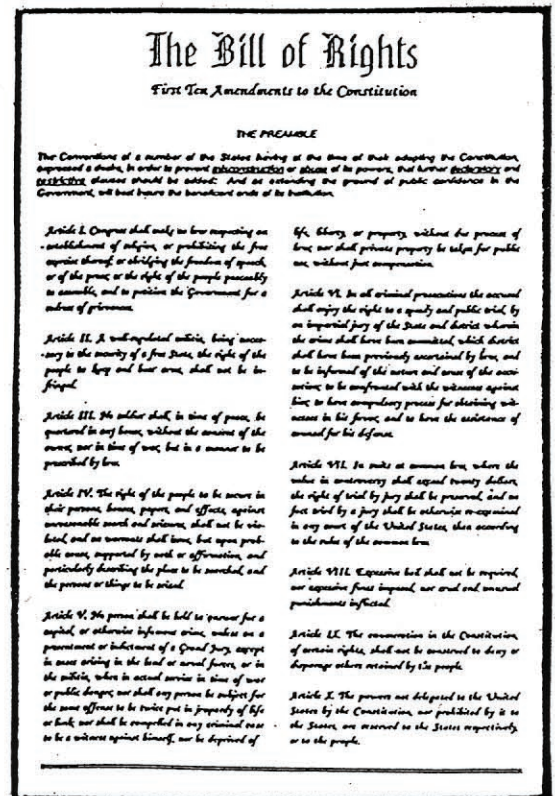 The Bill of Rights
First Ten Amendments to the Constitution
THE PREAMBLE
The Conventions of a number of the States having at the time of their adopting the Constitution,
expressed a desire, in order to prevent misconstruction or abuse of its powers, that further declaratory and
restrictive clauses should be added: And as extending the ground of public confidence in the
Government, will best insure the beneficent ends of its institution.
Article I. Congress shall make no law respecting an
establishment of religion, or prohibiting the free
exercise thereof; or abridging the freedom of speech,
or of the press; or the right of the people peaceably
to assemble, and to petition the Government for a
redress of grievances.
Article II. A well-regulated militia, being neces-
sary to the security of a free State, the right of the
people to keep and bear arms, shall not be in-
fringed.
Article III. No soldier shall, in time of peace, be
quartered in any house, without the consent of the
owner, nor in time of war, but in a manner to be
prescribed by law.
Article IV. The right of the people to be secure in
their persons, houses, papers, and effects, against
unreasonable search and seizures, shall not be vio-
lated, and no warrants shall issue, but upon prob-
able cause, supported by oath or affirmation, and
particularly describing the place to be searched, and
the persons or things to be seized.
Article V. No person shall be held to answer for a
capital, or otherwise infamous crime, unless on a
presentment or indictment of a Grand Jury, except
in cases arising in the land or naval forces, or in
the militia, when in actual service in time of war
or public danger; nor shall any person be subject for
the same offense to be twice put in jeopardy of life
or limb; nor shall be compelled in any criminal case
to be a witness against himself, nor be deprived of
life, liberty, or property, without due process of
law; nor shall private property be taken for public
use, without just compensation.
Article VI. In all criminal prosecutions the accused
shall enjoy the right to a speedy and public trial, by
an impartial jury of the State and district wherein
the crime shall have been committed, which district
shall have been previously ascertained by law, and
to be informed of the nature and cause of the accu-
sation; to be confronted with the witnesses against
him; to have compulsory process for obtaining wit-
nesses in his favor, and to have the assistance of
counsel for his defense.
Article VII. In suits at common law, where the
value in controversy shall exceed twenty dollars,
the right of trial by jury shall be preserved, and no
fact tried by a jury shall be otherwise re-examined
in any court of the United States, than according
to the rules of the common law.
Article VIII. Excessive bail shall not be required,
nor excessive fines imposed, nor cruel and unusual
punishments inflicted.
Article IX. The enumeration in the Constitution,
of certain rights, shall not be construed to deny or
disparage others retained by the people.
Article X. The powers not delegated to the United
States by the Constitution, nor prohibited by it to
the States, are reserved to the States respectively,
or to the people.